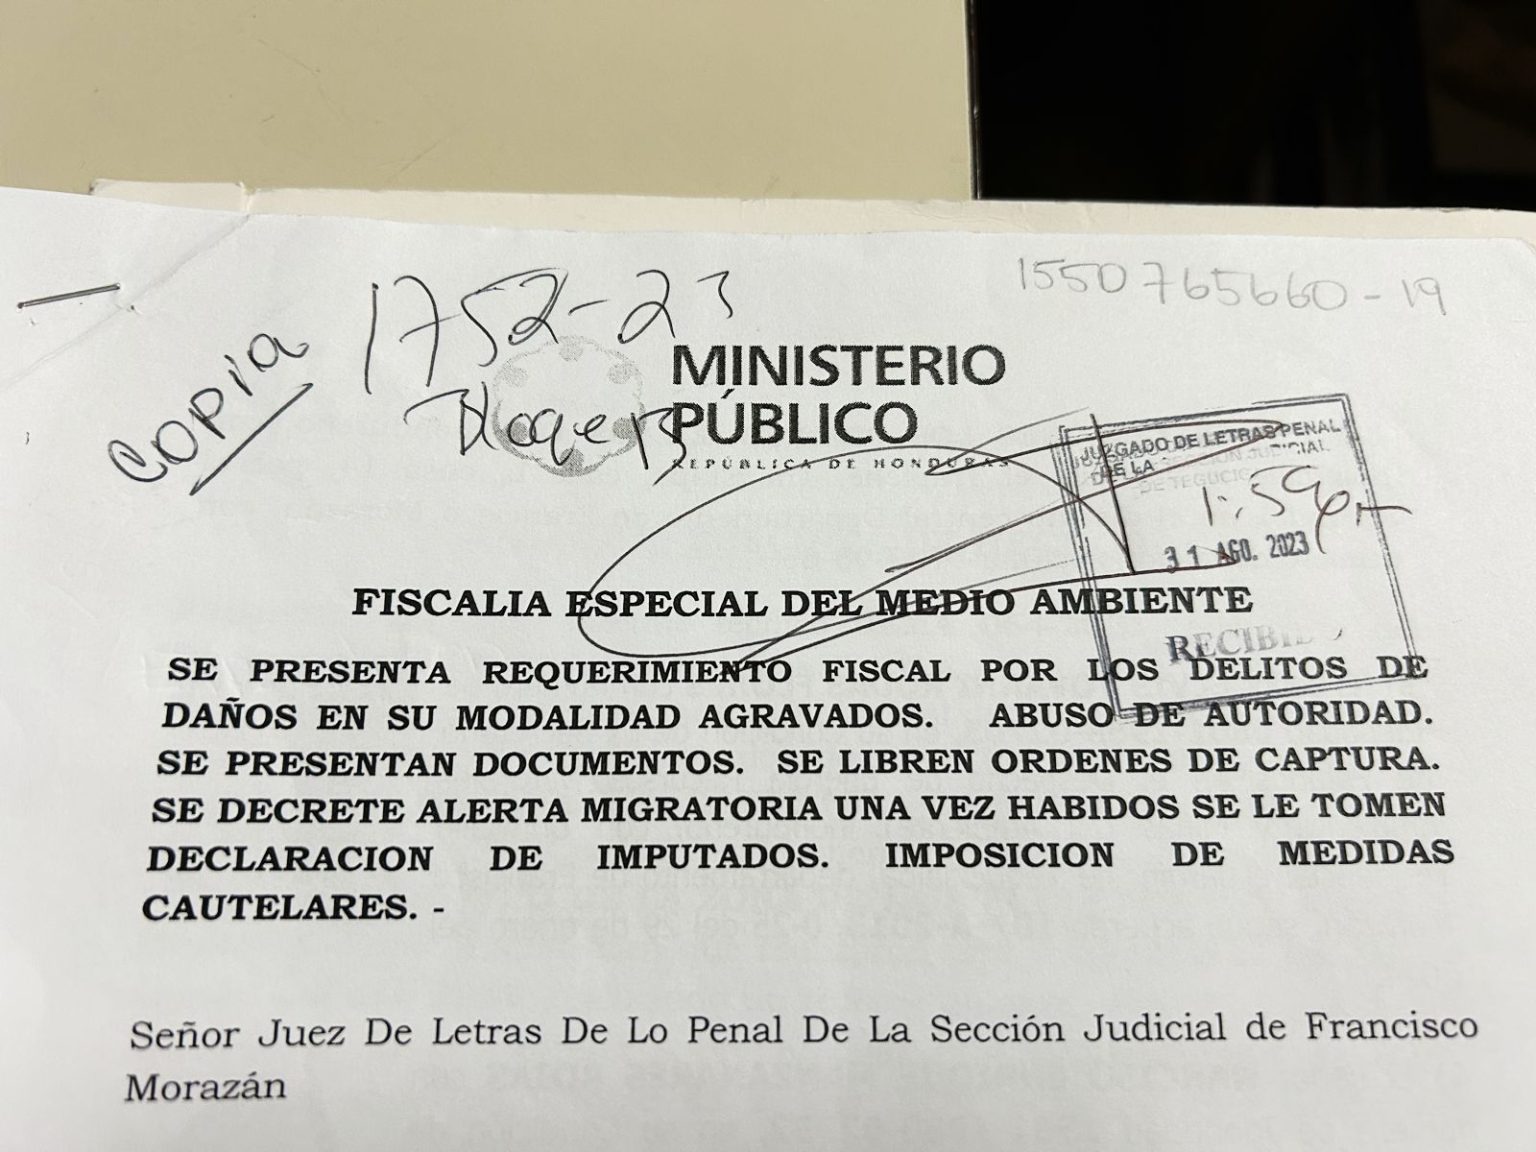 1550765660-19
1752-23
COPIA
MINISTERIO
PÚBLICO
REPÚBLICA DE HONDURAS
JUZGADO DE LETRAS PENAL
DE LA
31 AGO. 2023
RECIBIDO
FISCALIA ESPECIAL DEL MEDIO AMBIENTE
SE PRESENTA REQUERIMIENTO FISCAL POR LOS DELITOS DE
DAÑOS EN SU MODALIDAD AGRAVADOS. ABUSO DE AUTORIDAD.
SE PRESENTAN DOCUMENTOS. SE LIBREN ORDENES DE CAPTURA.
SE DECRETE ALERTA MIGRATORIA UNA VEZ HABIDOS SE LE TOMEN
DECLARACION DE IMPUTADOS. IMPOSICION DE MEDIDAS
CAUTELARES. -
Señor Juez De Letras De Lo Penal De La Sección Judicial de Francisco
Morazán